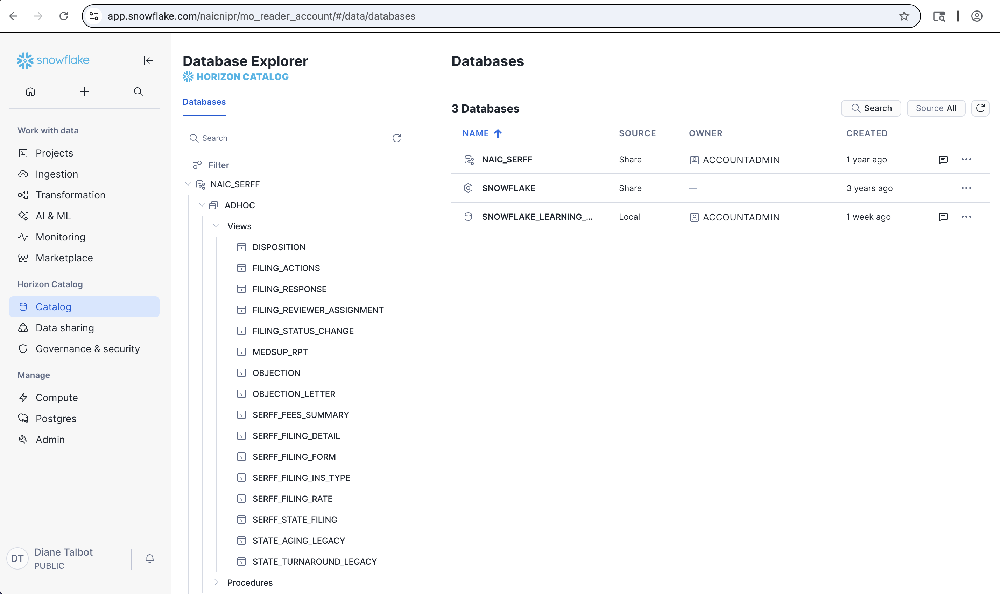 app.snowflake.com/naicnipr/mo_reader_account/#/data/databases
snowflake
Work with data
Projects
Ingestion
Transformation
AI & ML
Monitoring
Marketplace
Horizon Catalog
Catalog
Data sharing
Governance & security
Manage
Compute
Postgres
Admin
DT
Diane Talbot
PUBLIC
Database Explorer
HORIZON CATALOG
Databases
Search
Filter
NAIC_SERFF
ADHOC
Views
DISPOSITION
FILING_ACTIONS
FILING_RESPONSE
FILING_REVIEWER_ASSIGNMENT
FILING_STATUS_CHANGE
MEDSUP_RPT
OBJECTION
OBJECTION_LETTER
SERFF_FEES_SUMMARY
SERFF_FILING_DETAIL
SERFF_FILING_FORM
SERFF_FILING_INS_TYPE
SERFF_FILING_RATE
SERFF_STATE_FILING
STATE_AGING_LEGACY
STATE_TURNAROUND_LEGACY
Procedures
Databases
3 Databases
Search
Source All
NAME SOURCE OWNER CREATED
NAIC_SERFF Share ACCOUNTADMIN 1 year ago
SNOWFLAKE Share — 3 years ago
SNOWFLAKE_LEARNING_... Local ACCOUNTADMIN 1 week ago